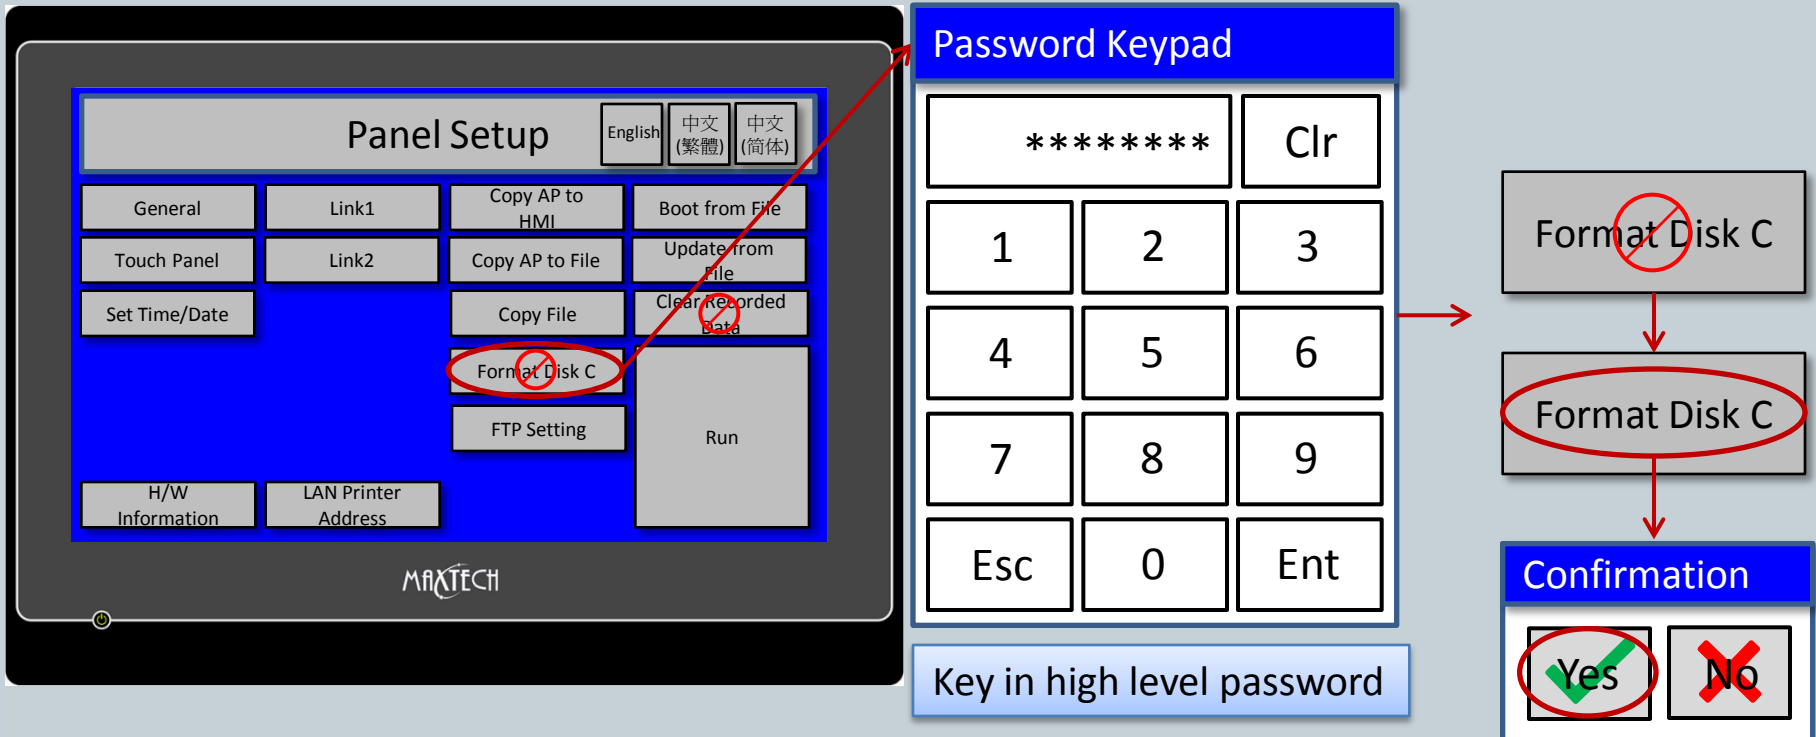 Panel Setup
English
中文
(繁體)
中文
(简体)
General
Link1
Copy AP to
HMI
Boot from File
Touch Panel
Link2
Copy AP to File
Update from
File
Set Time/Date
Copy File
Clear Recorded
Data
Format Disk C
FTP Setting
Run
H/W
Information
LAN Printer
Address
MAXTECH
Password Keypad
********
Clr
1
2
3
4
5
6
7
8
9
Esc
0
Ent
Key in high level password
Format Disk C
Format Disk C
Confirmation
Yes
No